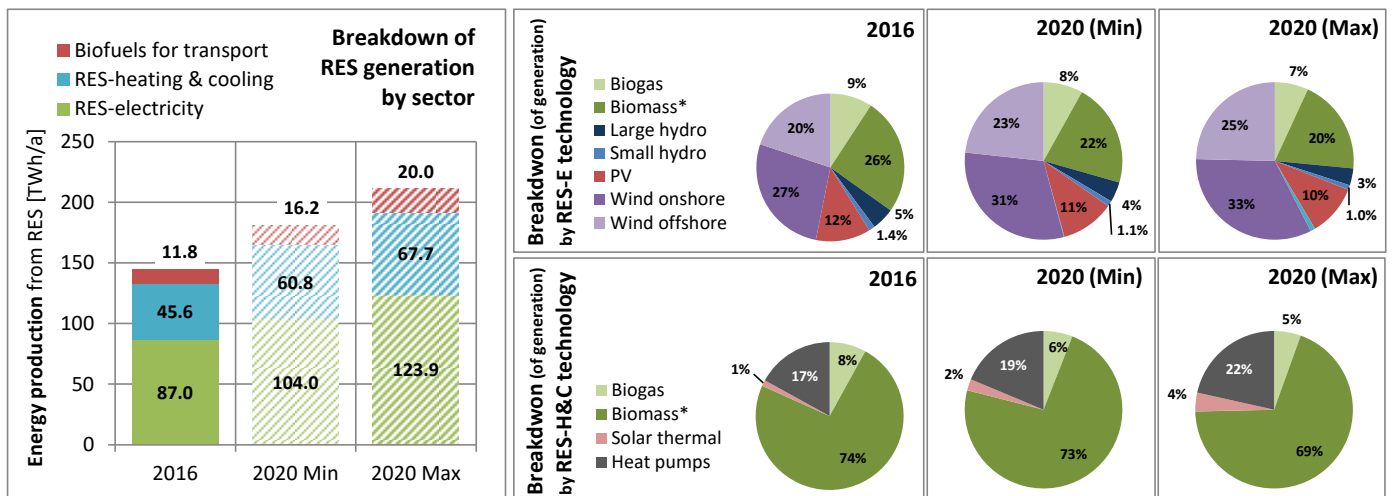 Biofuels for transport
RES-heating & cooling
RES-electricity
Breakdown of
RES generation
by sector
Energy production from RES [TWh/a]
250
200
150
100
50
0
11.8
45.6
87.0
16.2
60.8
104.0
20.0
67.7
123.9
2016
2020 Min
2020 Max
Breakdwon (of generation)
by RES-E technology
2016
Biogas
Biomass*
Large hydro
Small hydro
PV
Wind onshore
Wind offshore
9%
26%
5%
1.4%
12%
27%
20%
2020 (Min)
8%
22%
4%
1.1%
11%
31%
23%
2020 (Max)
7%
20%
3%
1.0%
10%
33%
25%
Breakdwon (of generation)
by RES-H&C technology
2016
Biogas
Biomass*
Solar thermal
Heat pumps
8%
74%
1%
17%
2020 (Min)
6%
73%
2%
19%
2020 (Max)
5%
69%
4%
22%